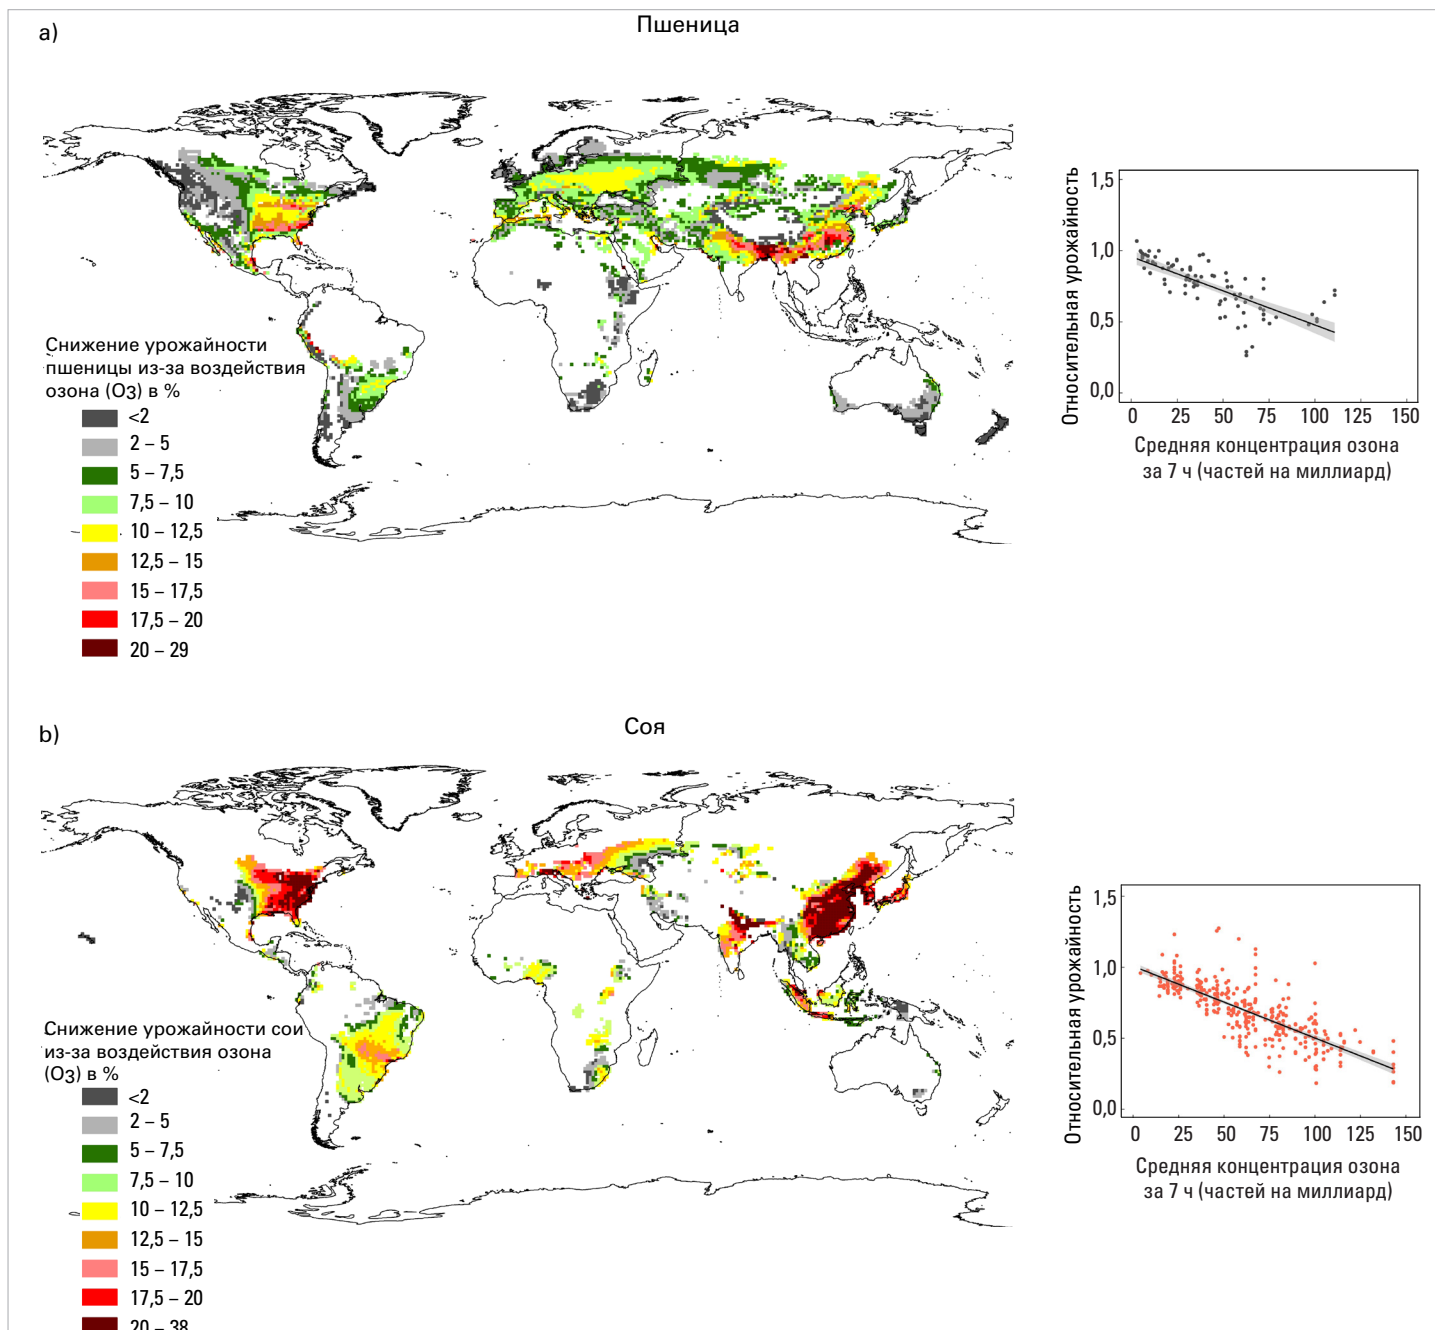 a)
Пшеница
Снижение урожайности
пшеницы из-за воздействия
озона (O3) в %
<2
2 – 5
5 – 7,5
7,5 – 10
10 – 12,5
12,5 – 15
15 – 17,5
17,5 – 20
20 – 29
Относительная урожайность
1,5
1,0
0,5
0,0
0 25 50 75 100 125 150
Средняя концентрация озона
за 7 ч (частей на миллиард)
b)
Соя
Снижение урожайности сои
из-за воздействия озона
(O3) в %
<2
2 – 5
5 – 7,5
7,5 – 10
10 – 12,5
12,5 – 15
15 – 17,5
17,5 – 20
20 – 38
Относительная урожайность
1,5
1,0
0,5
0,0
0 25 50 75 100 125 150
Средняя концентрация озона
за 7 ч (частей на миллиард)